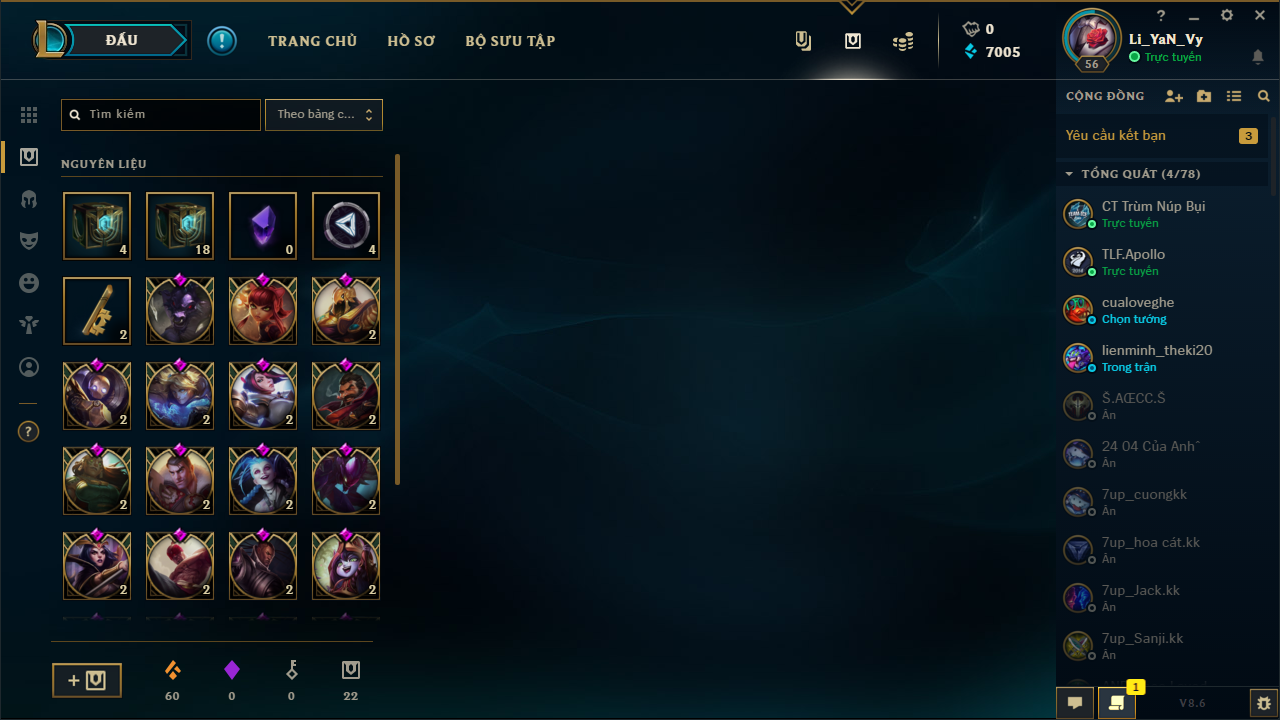 ĐẤU
TRANG CHỦ
HỒ SƠ
BỘ SƯU TẬP
0
7005
?
Li_YaN_Vy
Trực tuyến
56
Tìm kiếm
Theo bảng c...
CỘNG ĐỒNG
Yêu cầu kết bạn
3
NGUYÊN LIỆU
TỔNG QUÁT (4/78)
4
18
0
4
2
2
2
2
2
2
2
2
2
2
2
2
2
2
?
CT Trùm Núp Bụi
Trực tuyến
TLF.Apollo
Trực tuyến
cualoveghe
Chọn tướng
lienminh_theki20
Trong trận
Š.AŒCC.Š
Ẩn
24 04 Của Anhˆ
Ẩn
7up_cuongkk
Ẩn
7up_hoa cát.kk
Ẩn
7up_Jack.kk
Ẩn
7up_Sanji.kk
Ẩn
+
60
0
0
22
1
V8.6